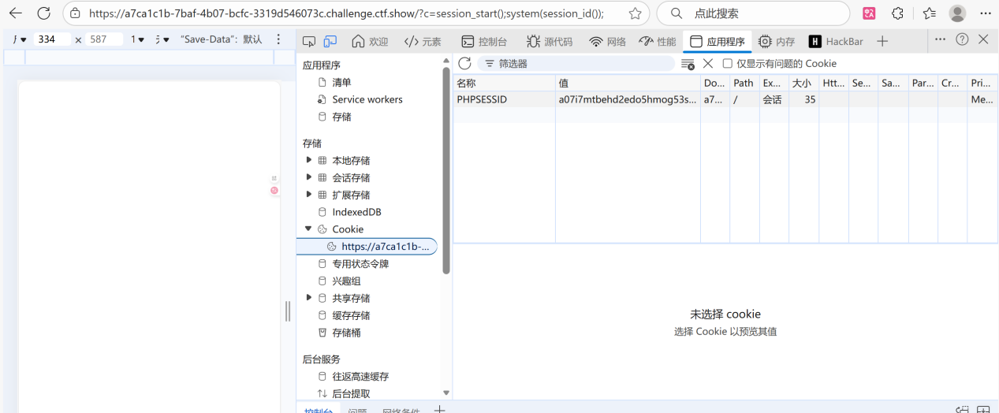 https://a7ca1c1b-7baf-4b07-bcfc-3319d546073c.challenge.ctf.show/?c=session_start();system(session_id());
点此搜索
334 × 587 1 "Save-Data": 默认
欢迎 元素 控制台 源代码 网络 性能 应用程序 内存 HackBar
应用程序
清单
Service workers
存储
存储
本地存储
会话存储
扩展存储
IndexedDB
Cookie
https://a7ca1c1b-...
专用状态令牌
兴趣组
共享存储
缓存存储
存储桶
后台服务
往返高速缓存
后台提取
筛选器 仅显示有问题的 Cookie
名称 值 Do... Path Ex... 大小 Htt... Se... Sa... Par... Cr... Pri...
PHPSESSID a07i7mtbehd2edo5hmog53s... a7... / 会话 35 Me...
未选择 cookie
选择 Cookie 以预览其值
控制台 问题 网络条件